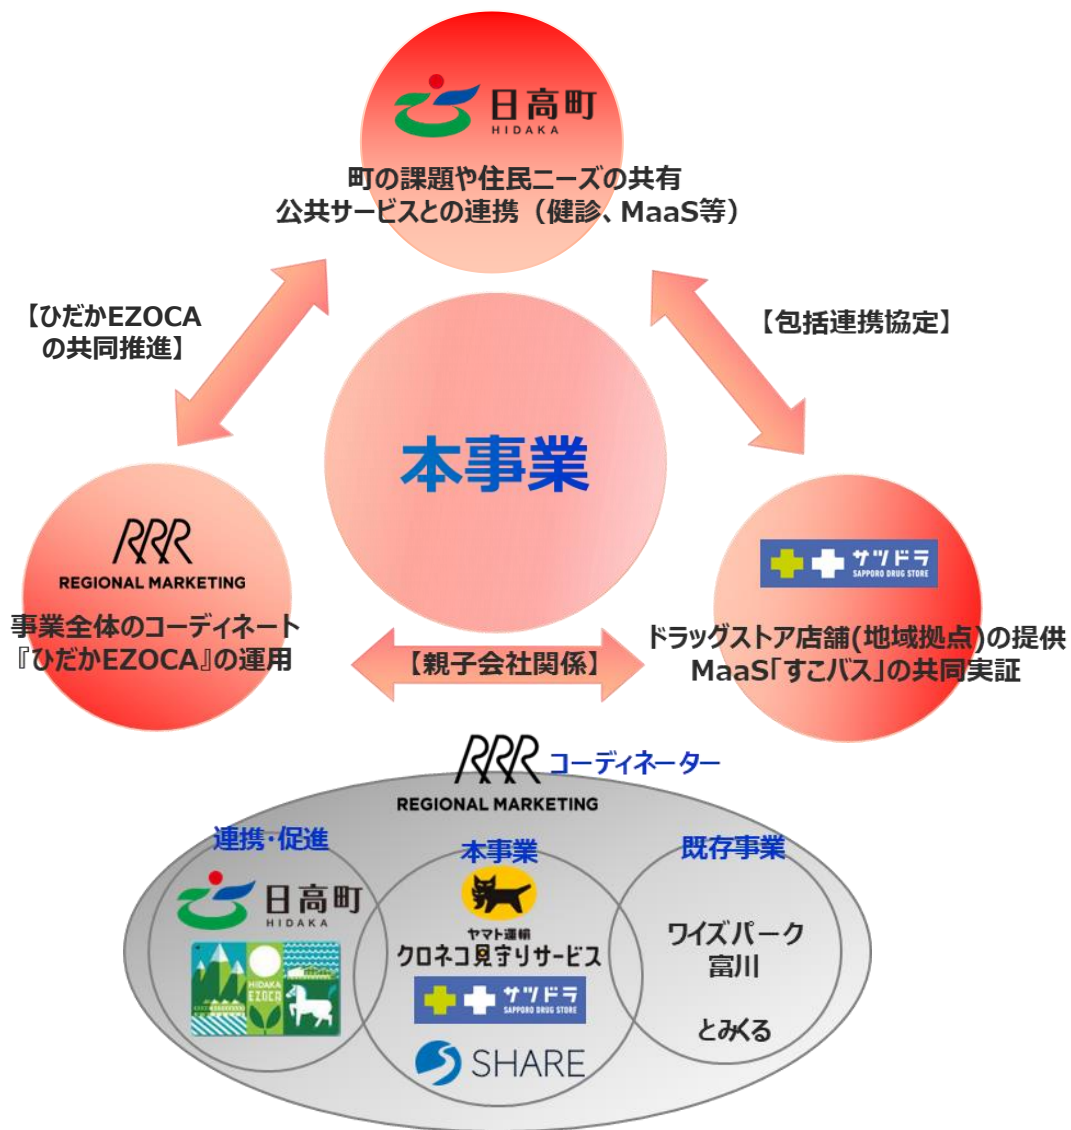 日高町
HIDAKA
町の課題や住民ニーズの共有
公共サービスとの連携（健診、MaaS等）
【ひだかEZOCA
の共同推進】
【包括連携協定】
本事業
RRR
REGIONAL MARKETING
事業全体のコーディネート
『ひだかEZOCA』の運用
サツドラ
SAPPORO DRUG STORE
ドラッグストア店舗(地域拠点)の提供
MaaS「すこバス」の共同実証
【親子会社関係】
RRR コーディネーター
REGIONAL MARKETING
連携・促進
日高町
HIDAKA
HIDAKA
EZOCA
本事業
ヤマト運輸
クロネコ見守りサービス
サツドラ
SAPPORO DRUG STORE
SHARE
既存事業
ワイズパーク
富川
とみくる